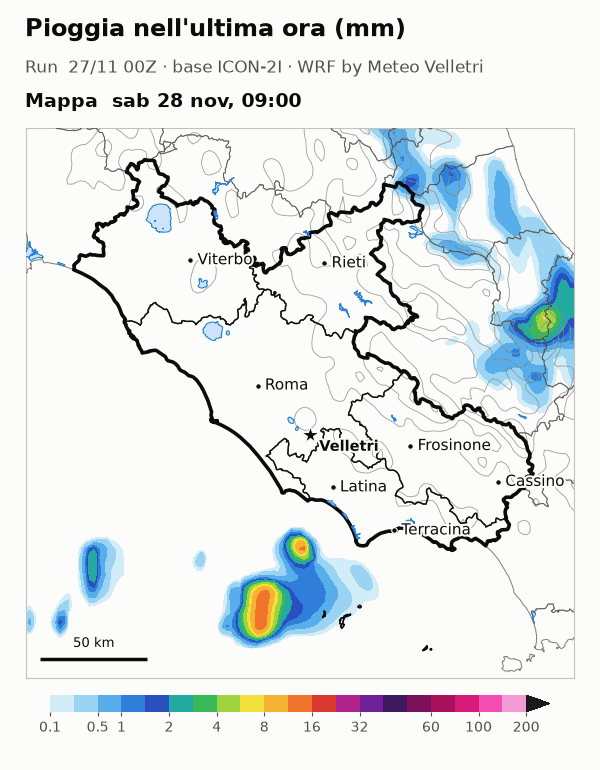 Pioggia nell'ultima ora (mm)
Run  27/11 00Z · base ICON-2I · WRF by Meteo Velletri
Mappa  sab 28 nov, 09:00
Viterbo
Rieti
Roma
Velletri
Frosinone
Latina
Cassino
Terracina
50 km
0.1 0.5 1 2 4 8 16 32 60 100 200